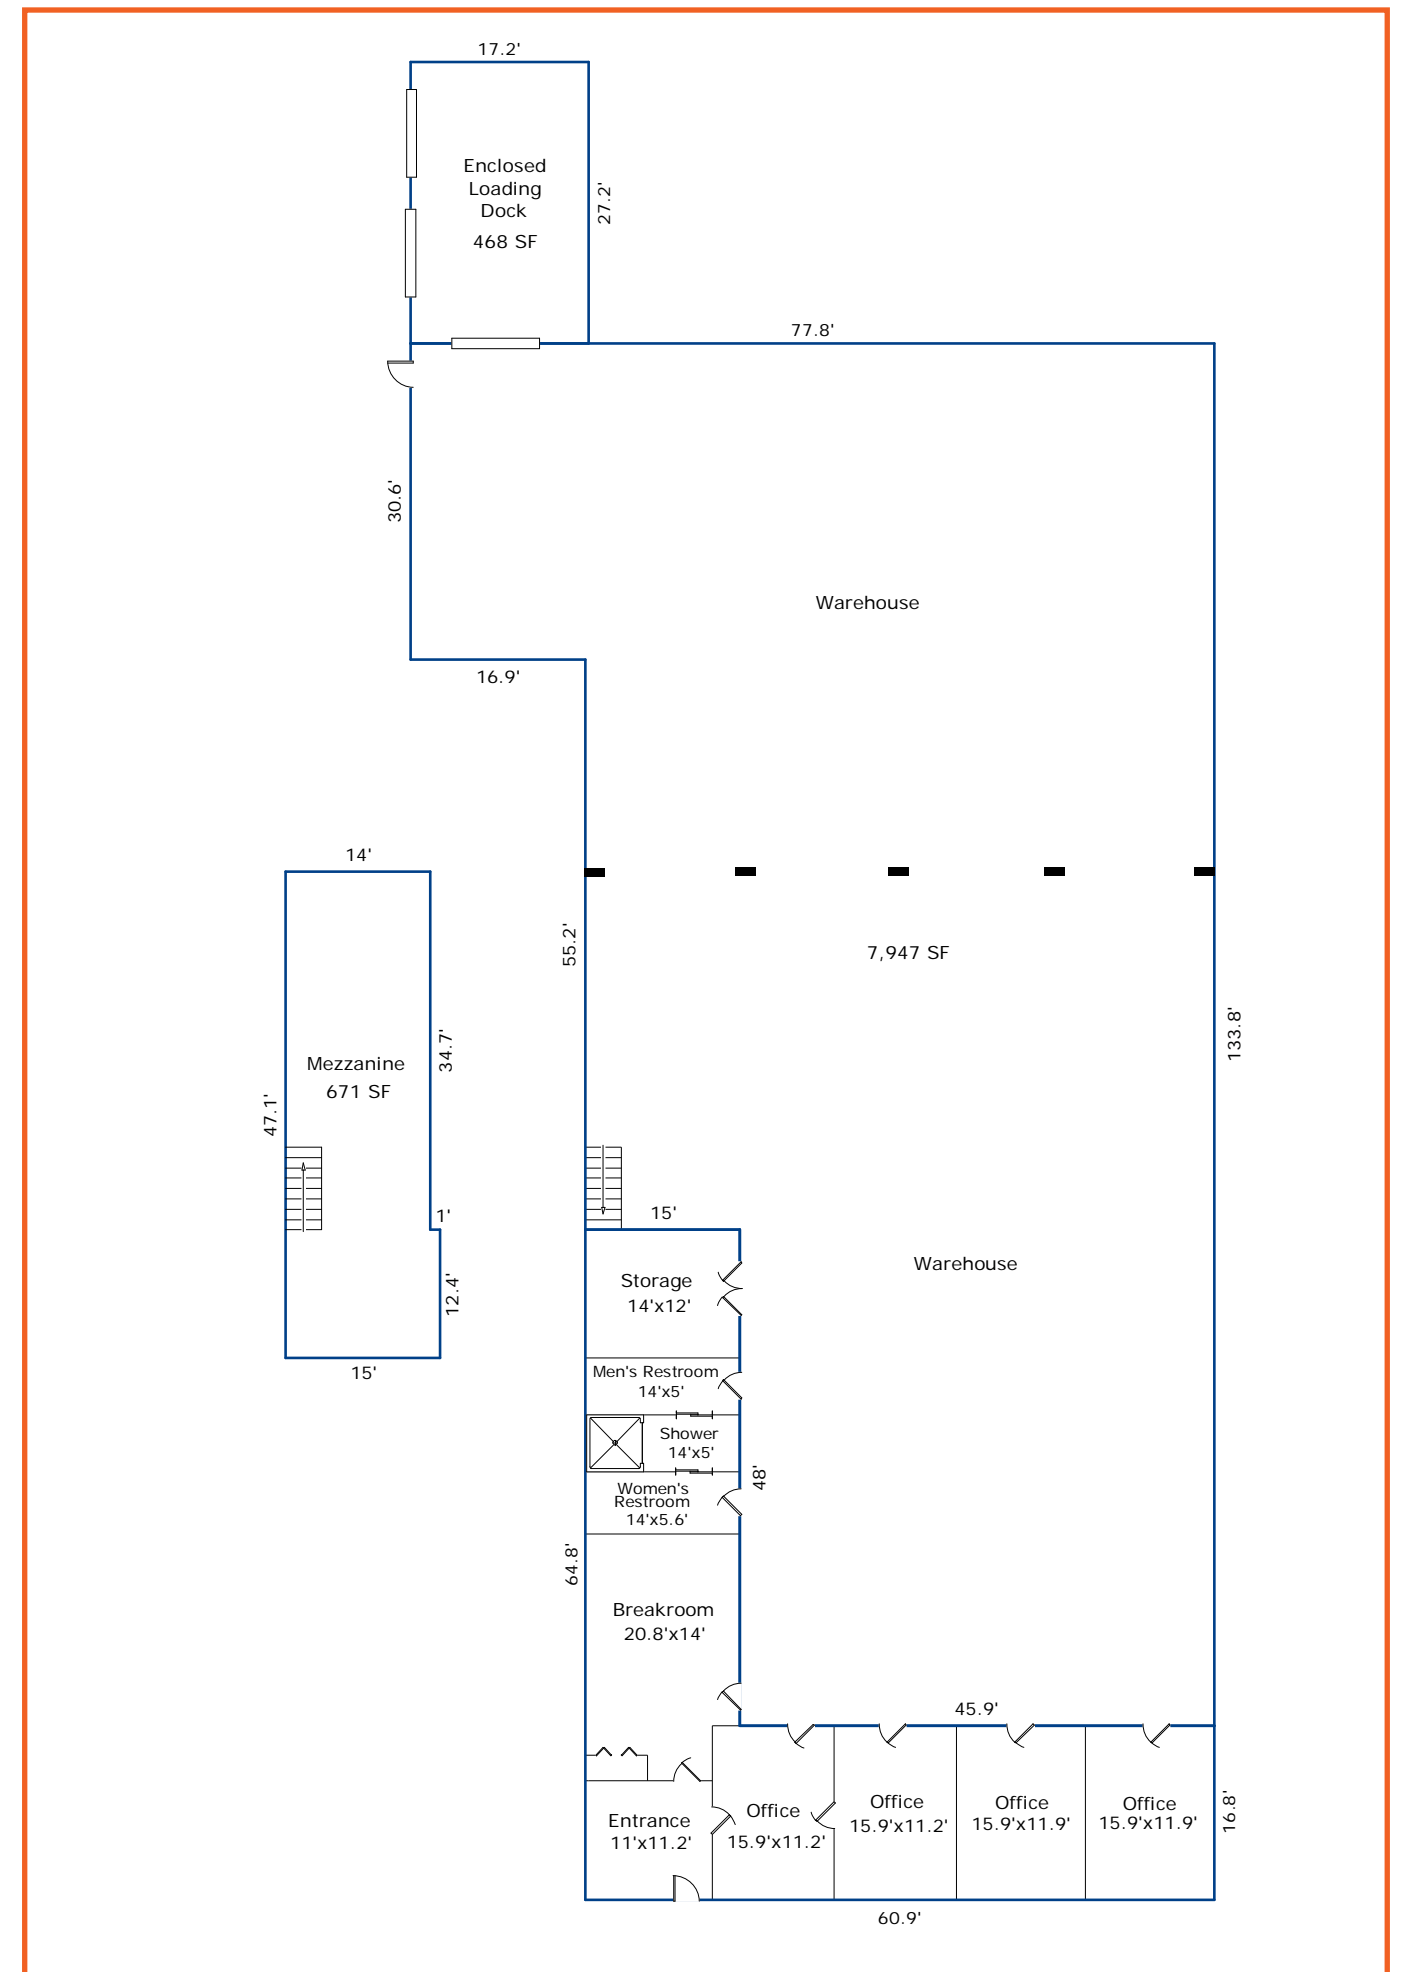 17.2'
Enclosed
Loading
Dock
468 SF
27.2'
77.8'
30.6'
Warehouse
16.9'
14'
55.2'
7,947 SF
133.8'
34.7'
Mezzanine
671 SF
47.1'
1'
15'
12.4'
15'
Storage
14'x12'
Warehouse
Men's Restroom
14'x5'
Shower
14'x5'
48'
Women's
Restroom
14'x5.6'
64.8'
Breakroom
20.8'x14'
45.9'
Entrance
11'x11.2'
Office
15.9'x11.2'
Office
15.9'x11.2'
Office
15.9'x11.9'
Office
15.9'x11.9'
16.8'
60.9'